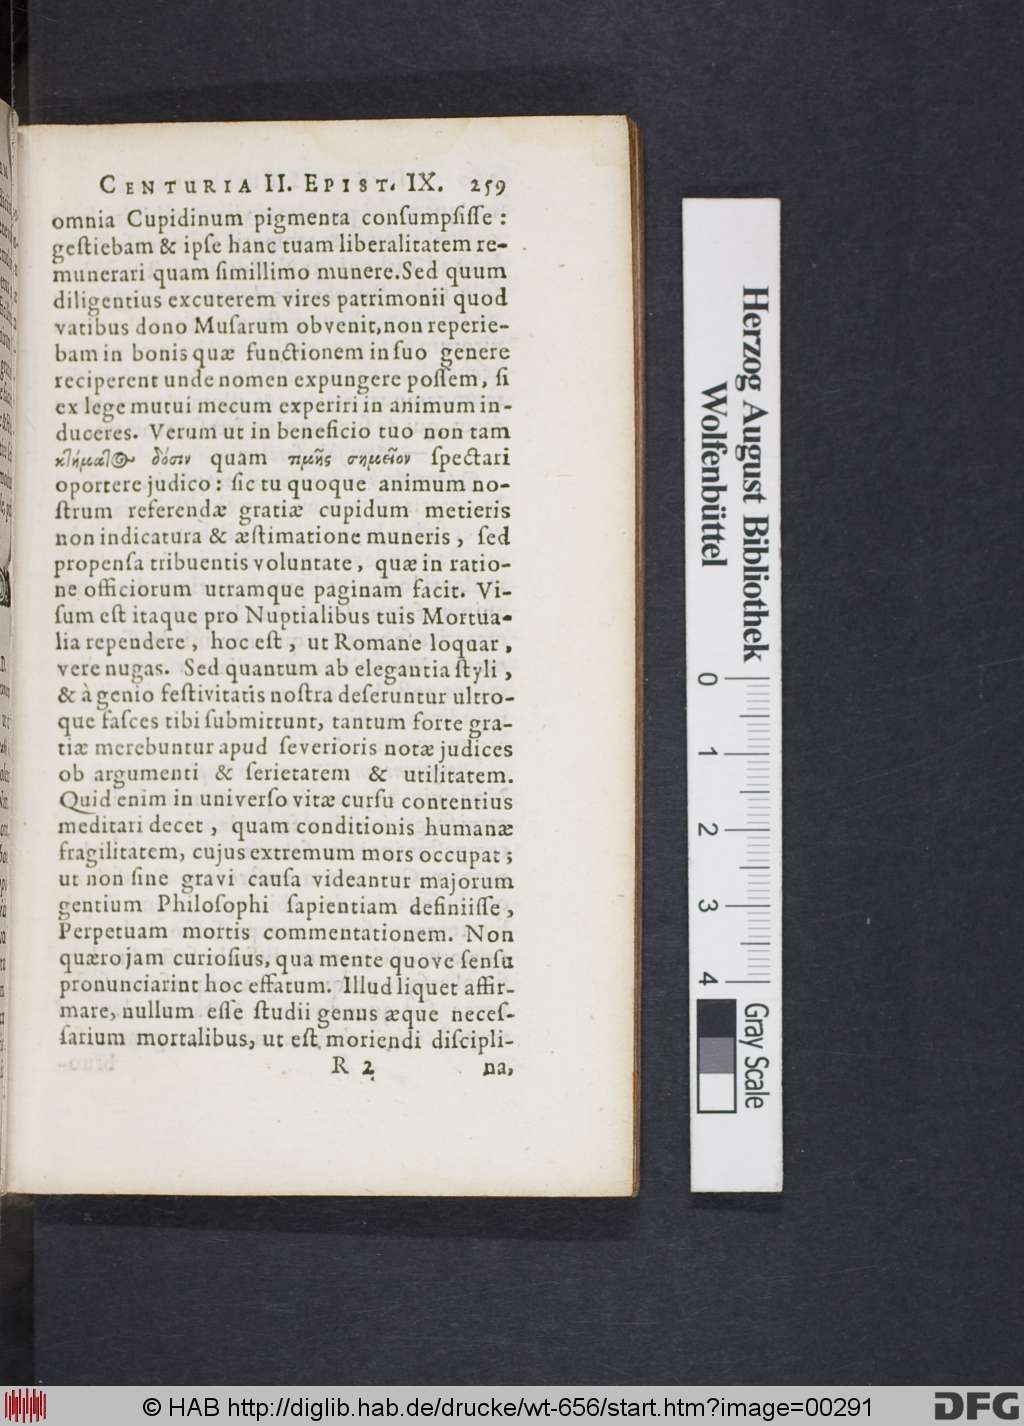 CENTURIA II. EPIST. IX. 259
omnia Cupidinum pigmenta conſumpſiſſe :
geſtiebam & ipſe hanc tuam liberalitatem re-
munerari quam ſimillimo munere. Sed quum
diligentius excuterem vires patrimonii quod
vatibus dono Muſarum obvenit, non reperie-
bam in bonis quæ functionem in ſuo genere
reciperent unde nomen expungere poſſem, ſi
ex lege mutui mecum experiri in animum in-
duceres. Verum ut in beneficio tuo non tam
κτήματος δόσιν quam τιμῆς σημεῖον ſpectari
oportere judico : ſic tu quoque animum no-
ſtrum referendæ gratiæ cupidum metieris
non indicatura & æſtimatione muneris, ſed
propenſa tribuentis voluntate, quæ in ratio-
ne officiorum utramque paginam facit. Vi-
ſum eſt itaque pro Nuptialibus tuis Mortua-
lia rependere, hoc eſt, ut Romane loquar,
vere nugas. Sed quantum ab elegantia ſtyli,
& à genio feſtivitatis noſtra deſeruntur ultro-
que faſces tibi ſubmittunt, tantum forte gra-
tiæ merebuntur apud ſeverioris notæ judices
ob argumenti & ſerietatem & utilitatem.
Quid enim in univerſo vitæ curſu contentius
meditari decet, quam conditionis humanæ
fragilitatem, cujus extremum mors occupat ;
ut non ſine gravi cauſa videantur majorum
gentium Philoſophi ſapientiam definiiſſe,
Perpetuam mortis commentationem. Non
quæro jam curioſius, qua mente quove ſenſu
pronunciarint hoc effatum. Illud liquet affir-
mare, nullum eſſe ſtudii genus æque neceſ-
ſarium mortalibus, ut eſt moriendi diſcipli-
R 2 na,
Herzog August Bibliothek
Wolfenbüttel
0 1 2 3 4
Gray Scale
© HAB http://diglib.hab.de/drucke/wt-656/start.htm?image=00291
DFG